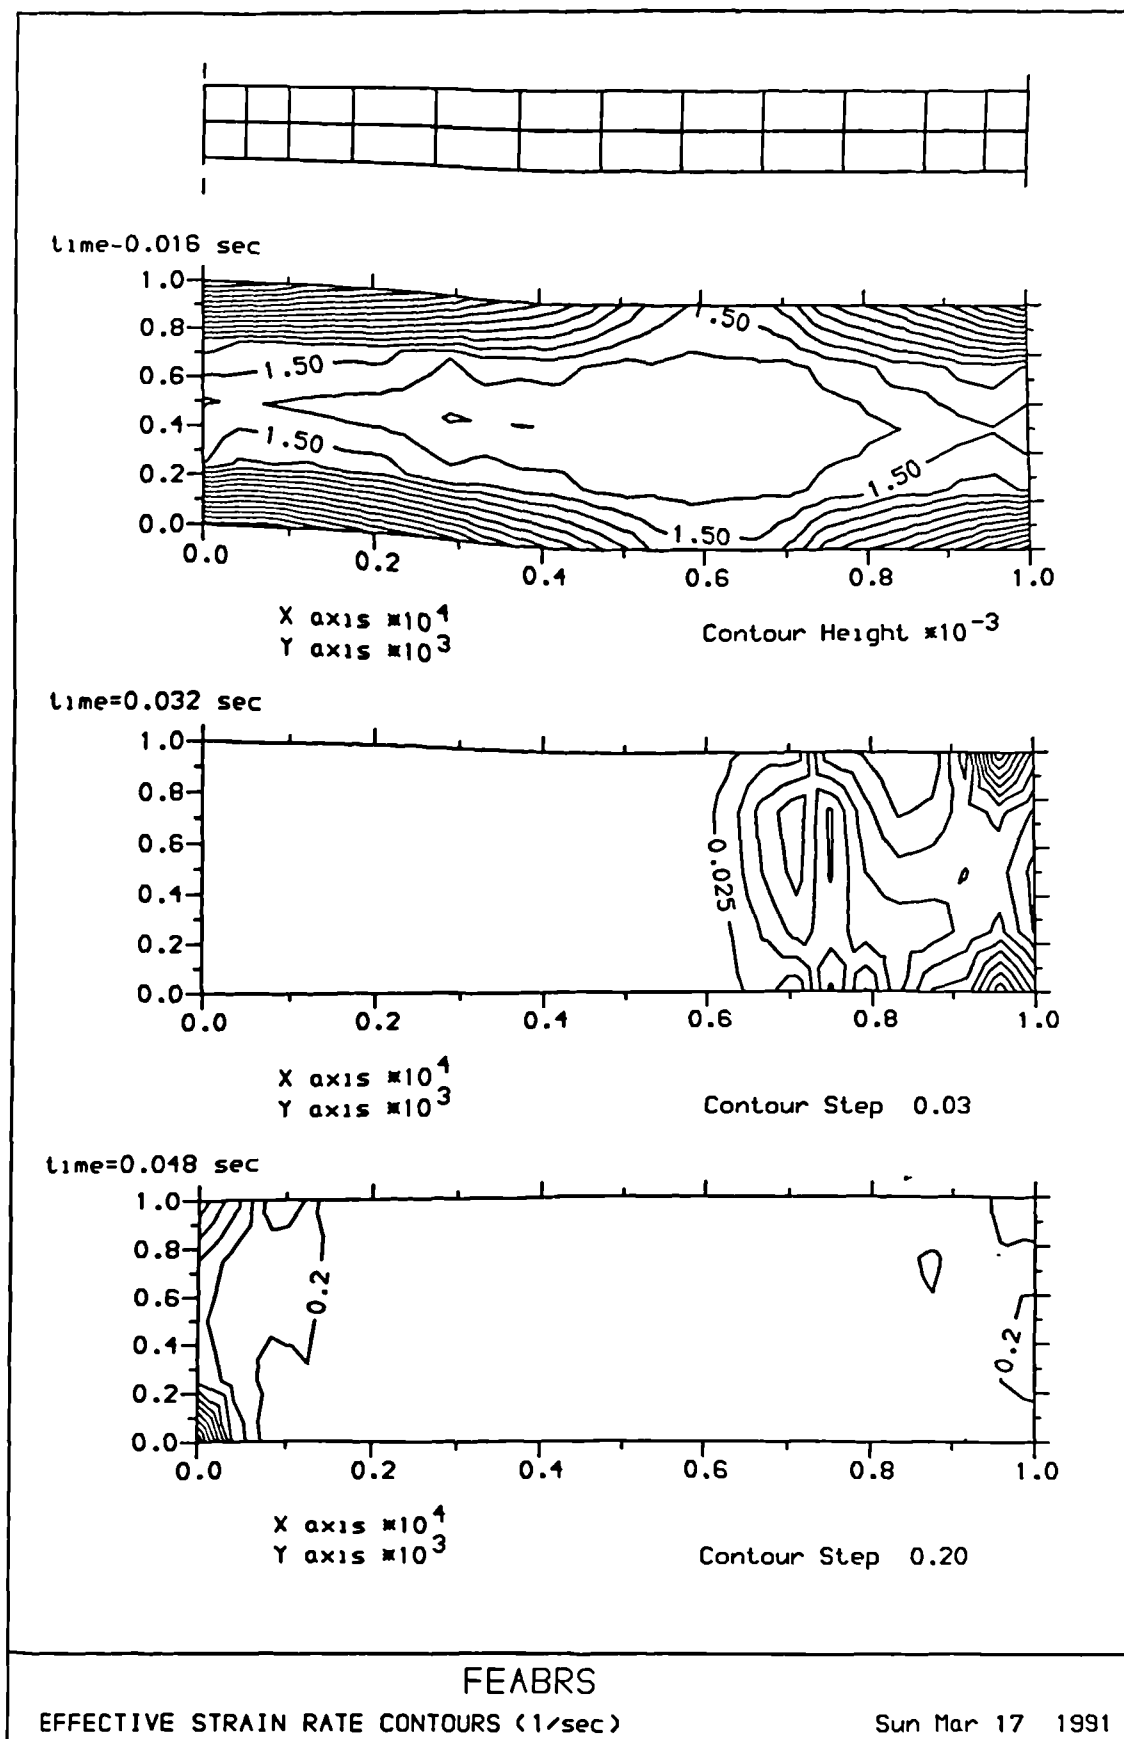 time-0.016 sec
1.0
0.8
0.6
0.4
0.2
0.0
1.50
1.50
1.50
1.50
1.50
0.0 0.2 0.4 0.6 0.8 1.0
X axis *10^4
Y axis *10^3
Contour Height *10^-3
time=0.032 sec
1.0
0.8
0.6
0.4
0.2
0.0
0.025
0.0 0.2 0.4 0.6 0.8 1.0
X axis *10^4
Y axis *10^3
Contour Step 0.03
time=0.048 sec
1.0
0.8
0.6
0.4
0.2
0.0
0.2
0.2
0.0 0.2 0.4 0.6 0.8 1.0
X axis *10^4
Y axis *10^3
Contour Step 0.20
FEABRS
EFFECTIVE STRAIN RATE CONTOURS (1/sec)
Sun Mar 17 1991